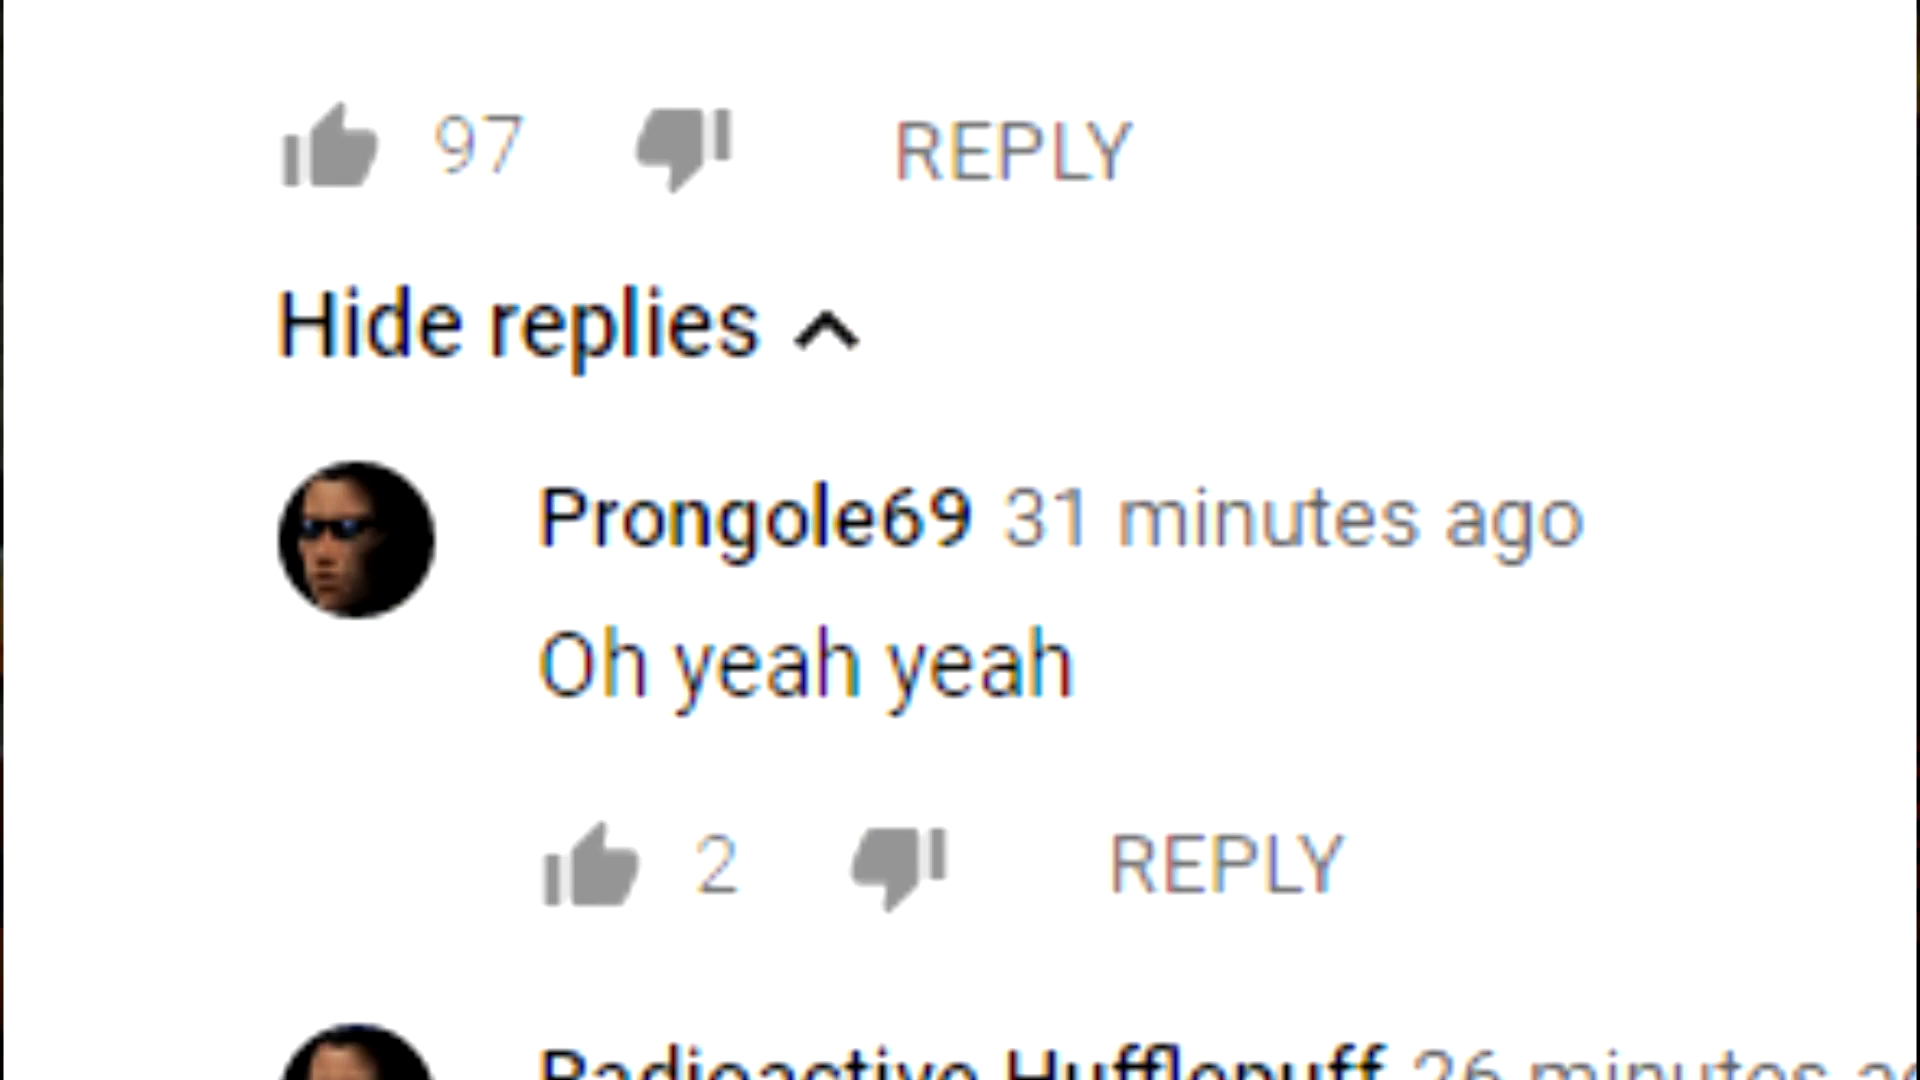 97 REPLY
Hide replies
Prongole69 31 minutes ago
Oh yeah yeah
2 REPLY
Radioactive Hufflepuff 26 minutes